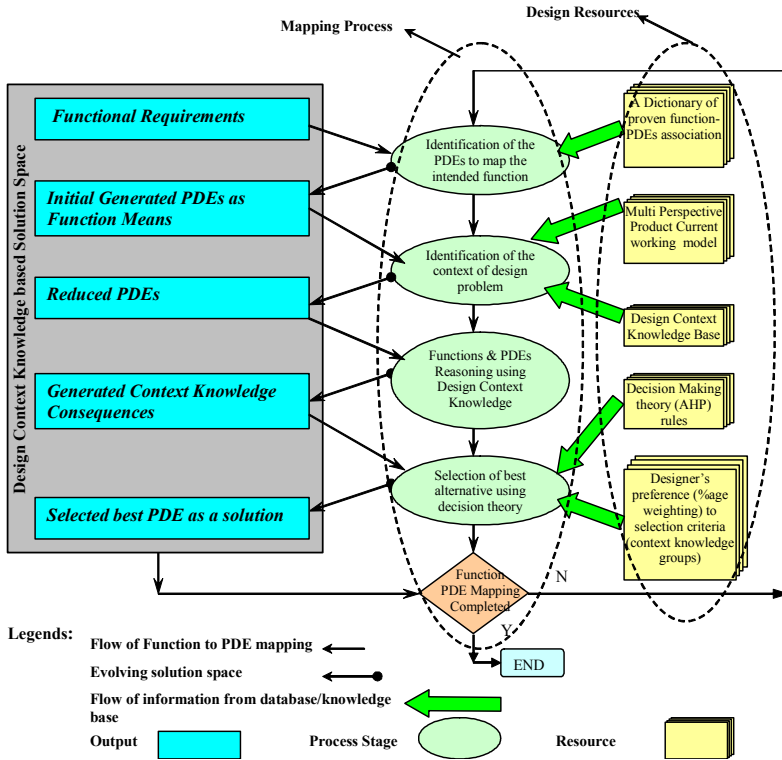 Mapping Process
Design Resources
Design Context Knowledge based Solution Space
Functional Requirements
Initial Generated PDEs as
Function Means
Reduced PDEs
Generated Context Knowledge
Consequences
Selected best PDE as a solution
Identification of the
PDEs to map the
intended function
Identification of the
context of design
problem
Functions & PDEs
Reasoning using
Design Context
Knowledge
Selection of best
alternative using
decision theory
Function
PDE Mapping
Completed
N
Y
END
A Dictionary of
proven function-
PDEs association
Multi Perspective
Product Current
working model
Design Context
Knowledge Base
Decision Making
theory (AHP)
rules
Designer's
preference (%age
weighting) to
selection criteria
(context knowledge
groups)
Legends:
Flow of Function to PDE mapping
Evolving solution space
Flow of information from database/knowledge
base
Output
Process Stage
Resource